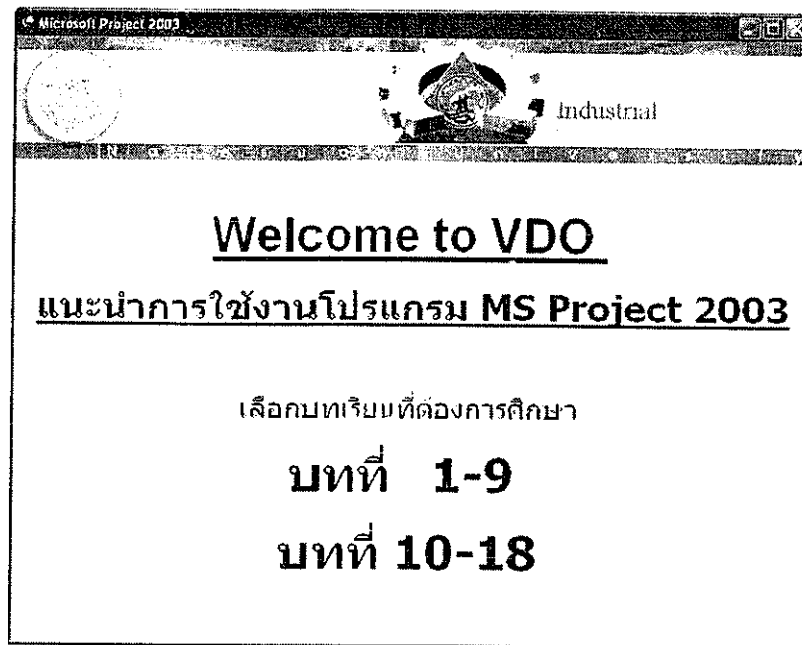 Microsoft Project 2003
Industrial
Welcome to VDO
แนะนำการใช้งานโปรแกรม MS Project 2003
เลือกบทเรียนที่ต้องการศึกษา
บทที่ 1-9
บทที่ 10-18